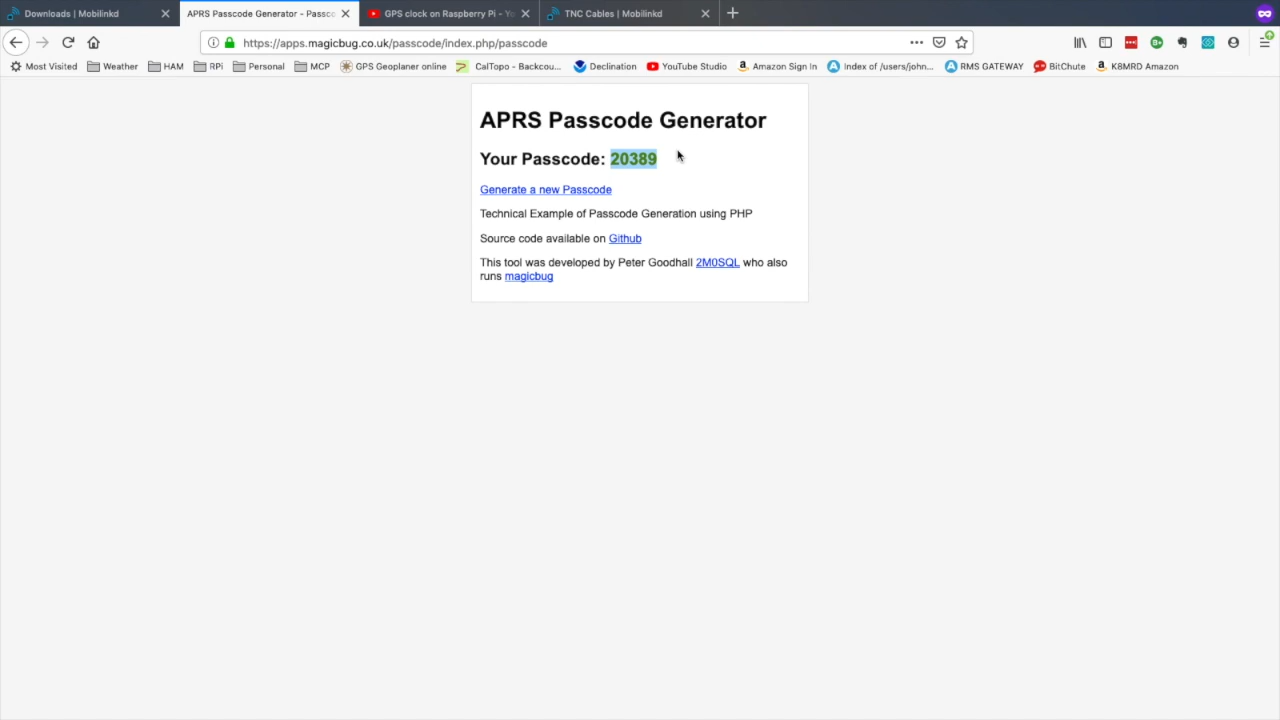 Downloads | Mobilinkd
APRS Passcode Generator - Passco
GPS clock on Raspberry Pi - Yo
TNC Cables | Mobilinkd
https://apps.magicbug.co.uk/passcode/index.php/passcode
Most Visited Weather HAM RPi Personal MCP GPS Geoplaner online CalTopo - Backcou... Declination YouTube Studio Amazon Sign In Index of /users/john... RMS GATEWAY BitChute K8MRD Amazon
APRS Passcode Generator
Your Passcode: 20389
Generate a new Passcode
Technical Example of Passcode Generation using PHP
Source code available on Github
This tool was developed by Peter Goodhall 2M0SQL who also
runs magicbug